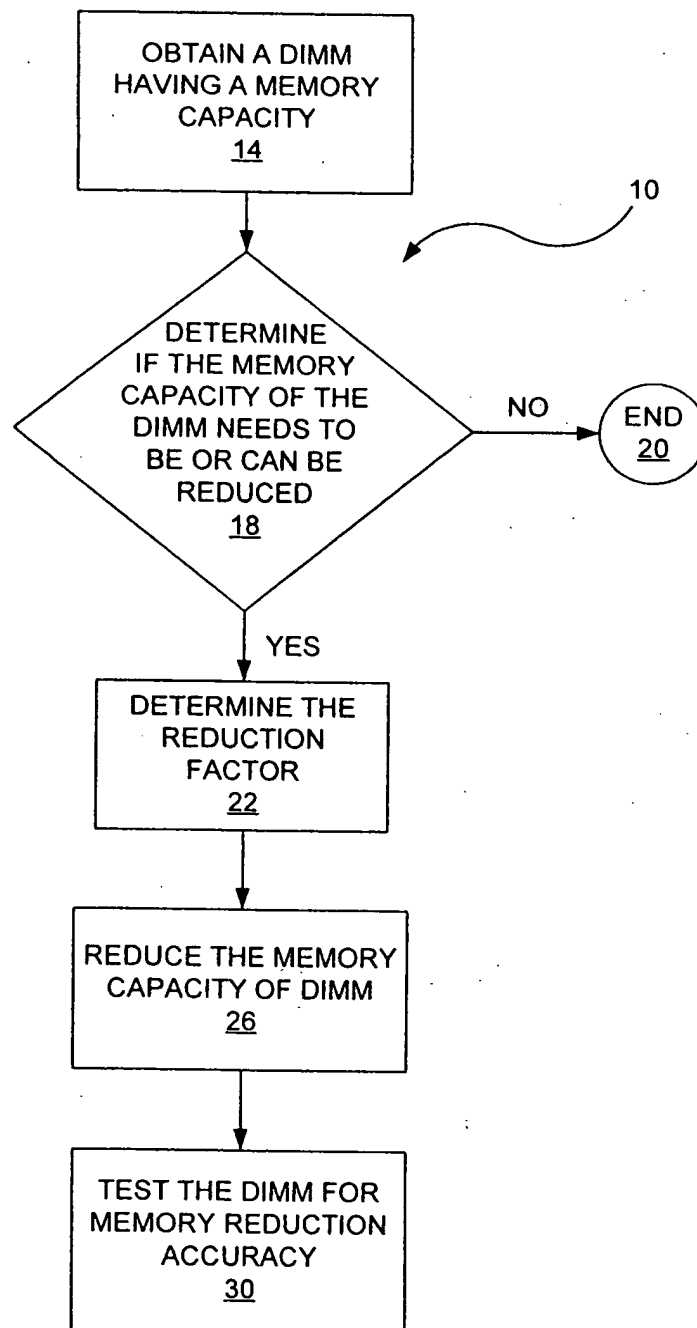 OBTAIN A DIMM
HAVING A MEMORY
CAPACITY
14
10
DETERMINE
IF THE MEMORY
CAPACITY OF THE
DIMM NEEDS TO
BE OR CAN BE
REDUCED
18
NO
END
20
YES
DETERMINE THE
REDUCTION
FACTOR
22
REDUCE THE MEMORY
CAPACITY OF DIMM
26
TEST THE DIMM FOR
MEMORY REDUCTION
ACCURACY
30